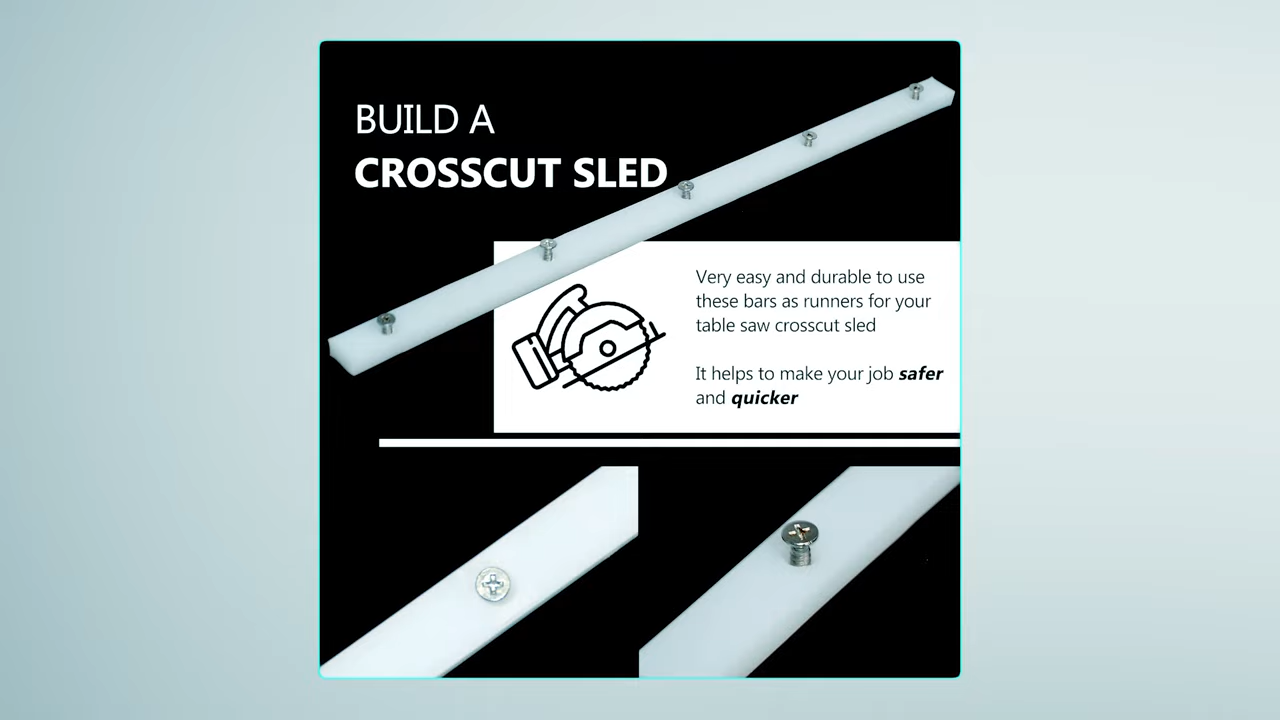 BUILD A
CROSSCUT SLED
Very easy and durable to use
these bars as runners for your
table saw crosscut sled
It helps to make your job safer
and quicker